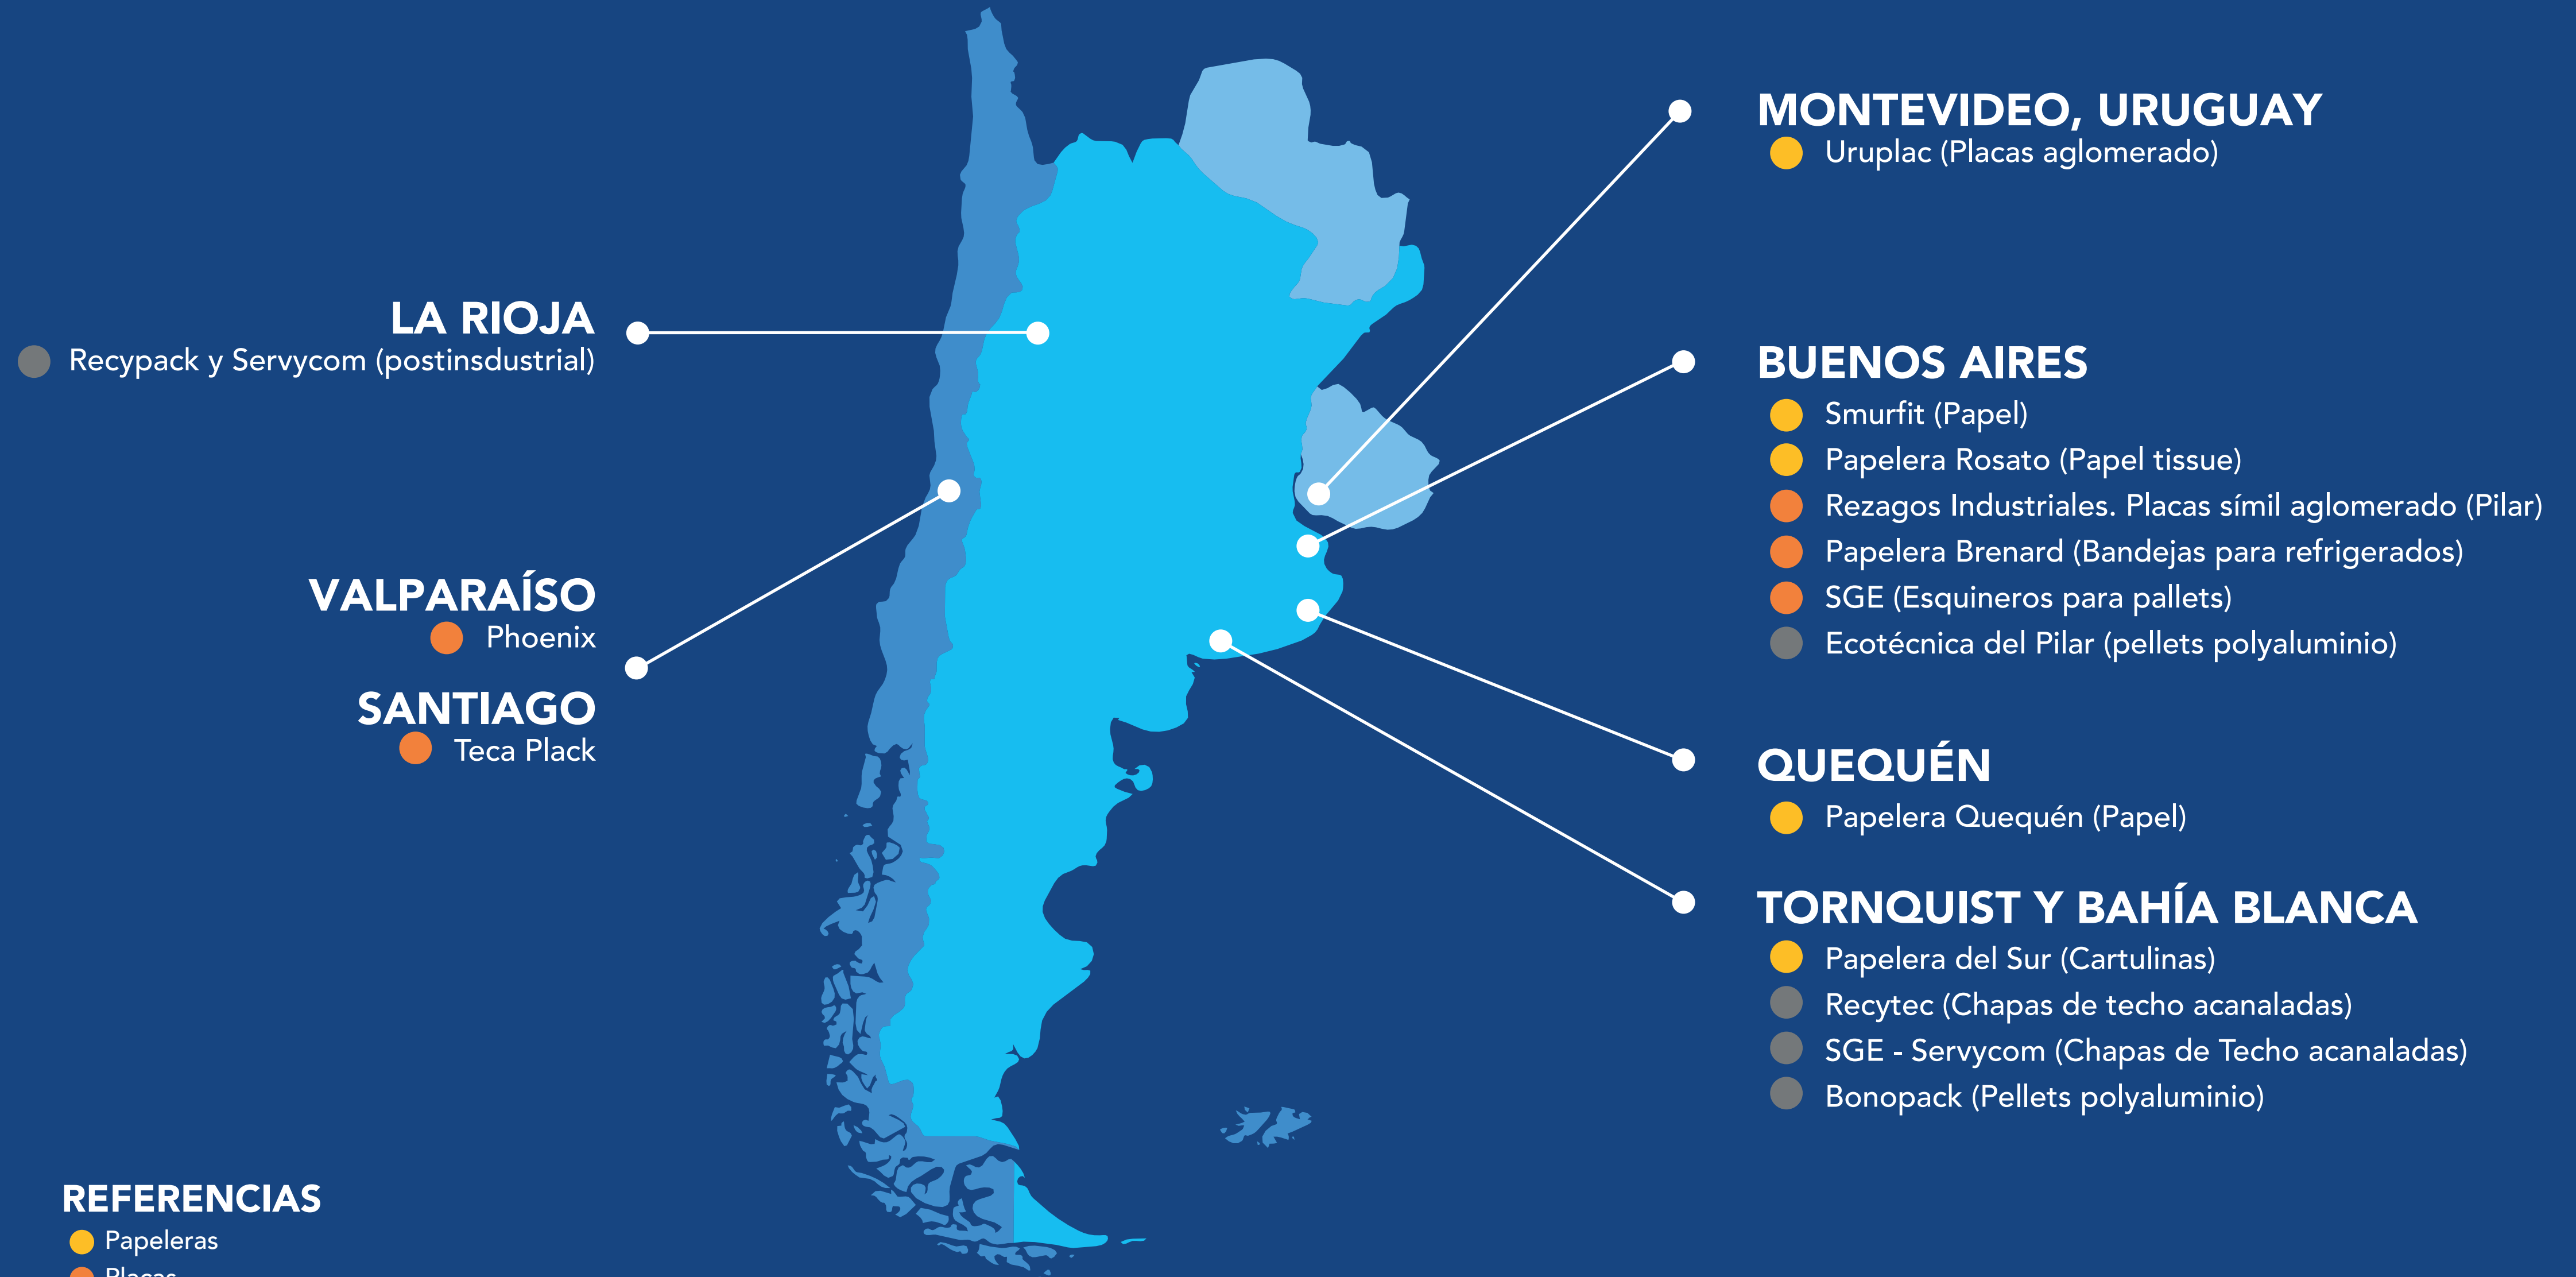 LA RIOJA
Recypack y Servycom (postinsdustrial)
VALPARAÍSO
Phoenix
SANTIAGO
Teca Plack
MONTEVIDEO, URUGUAY
Uruplac (Placas aglomerado)
BUENOS AIRES
Smurfit (Papel)
Papelera Rosato (Papel tissue)
Rezagos Industriales. Placas símil aglomerado (Pilar)
Papelera Brenard (Bandejas para refrigerados)
SGE (Esquineros para pallets)
Ecotécnica del Pilar (pellets polyaluminio)
QUEQUÉN
Papelera Quequén (Papel)
TORNQUIST Y BAHÍA BLANCA
Papelera del Sur (Cartulinas)
Recytec (Chapas de techo acanaladas)
SGE - Servycom (Chapas de Techo acanaladas)
Bonopack (Pellets polyaluminio)
REFERENCIAS
Papeleras
Placas